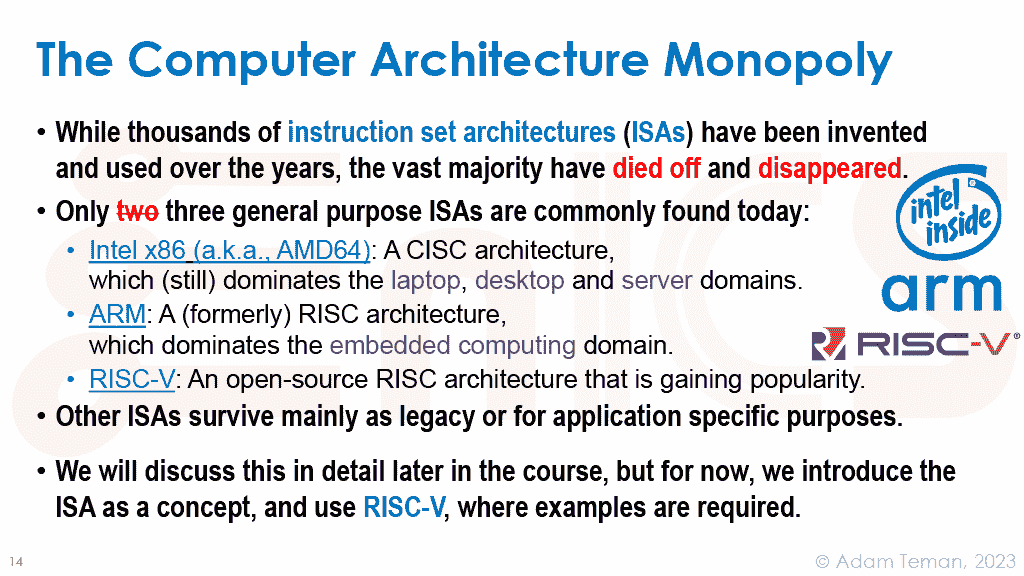 The Computer Architecture Monopoly
• While thousands of instruction set architectures (ISAs) have been invented
and used over the years, the vast majority have died off and disappeared.
• Only two three general purpose ISAs are commonly found today:
• Intel x86 (a.k.a., AMD64): A CISC architecture,
which (still) dominates the laptop, desktop and server domains.
• ARM: A (formerly) RISC architecture,
which dominates the embedded computing domain.
• RISC-V: An open-source RISC architecture that is gaining popularity.
• Other ISAs survive mainly as legacy or for application specific purposes.
• We will discuss this in detail later in the course, but for now, we introduce the
ISA as a concept, and use RISC-V, where examples are required.
intel®
inside
arm
RISC-V®
14
© Adam Teman, 2023